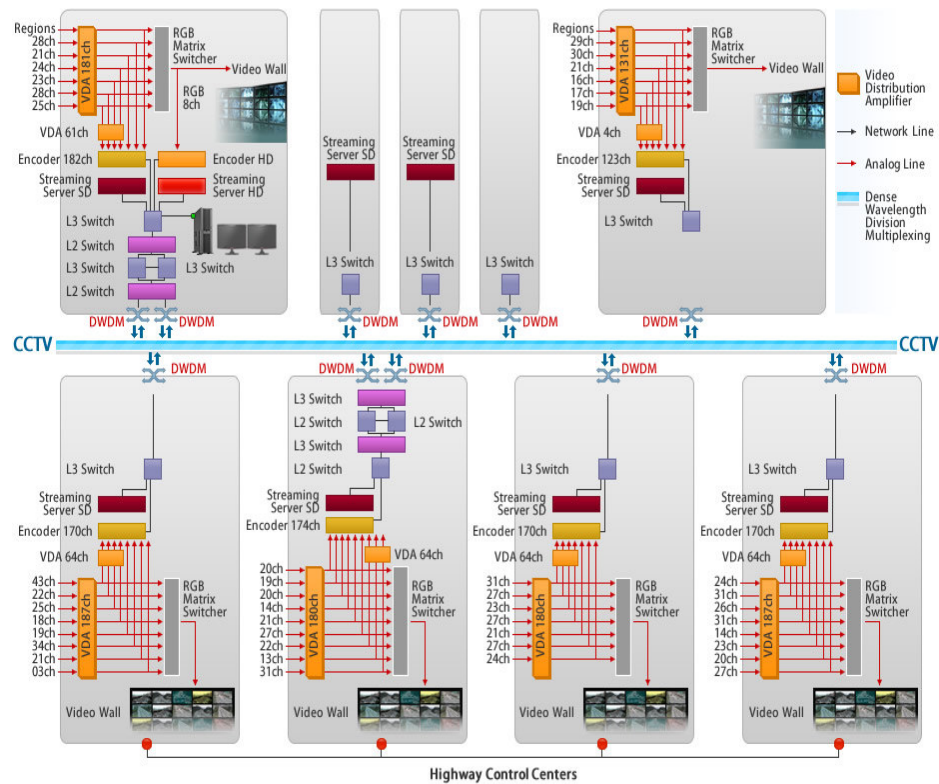 Regions
28ch
21ch
24ch
23ch
28ch
25ch
VDA 181ch
RGB
Matrix
Switcher
Video Wall
RGB
8ch
VDA 61ch
Encoder 182ch
Encoder HD
Streaming
Server SD
Streaming
Server HD
L3 Switch
L2 Switch
L3 Switch
L3 Switch
L2 Switch
DWDM
DWDM
Streaming
Server SD
L3 Switch
DWDM
Streaming
Server SD
L3 Switch
DWDM
L3 Switch
DWDM
Regions
29ch
30ch
21ch
16ch
17ch
19ch
VDA 131ch
RGB
Matrix
Switcher
Video Wall
VDA 4ch
Encoder 123ch
Streaming
Server SD
L3 Switch
DWDM
Video
Distribution
Amplifier
Network Line
Analog Line
Dense
Wavelength
Division
Multiplexing
CCTV
CCTV
DWDM
L3 Switch
Streaming
Server SD
Encoder 170ch
VDA 64ch
43ch
22ch
25ch
18ch
19ch
34ch
21ch
03ch
VDA 187ch
RGB
Matrix
Switcher
Video Wall
DWDM
DWDM
L3 Switch
L2 Switch
L2 Switch
L3 Switch
L2 Switch
Streaming
Server SD
Encoder 174ch
VDA 64ch
20ch
19ch
20ch
14ch
21ch
27ch
22ch
13ch
31ch
VDA 180ch
RGB
Matrix
Switcher
Video Wall
DWDM
L3 Switch
Streaming
Server SD
Encoder 170ch
VDA 64ch
31ch
27ch
23ch
27ch
21ch
27ch
24ch
VDA 180ch
RGB
Matrix
Switcher
Video Wall
DWDM
L3 Switch
Streaming
Server SD
Encoder 170ch
VDA 64ch
24ch
31ch
26ch
31ch
14ch
23ch
20ch
27ch
VDA 187ch
RGB
Matrix
Switcher
Video Wall
Highway Control Centers